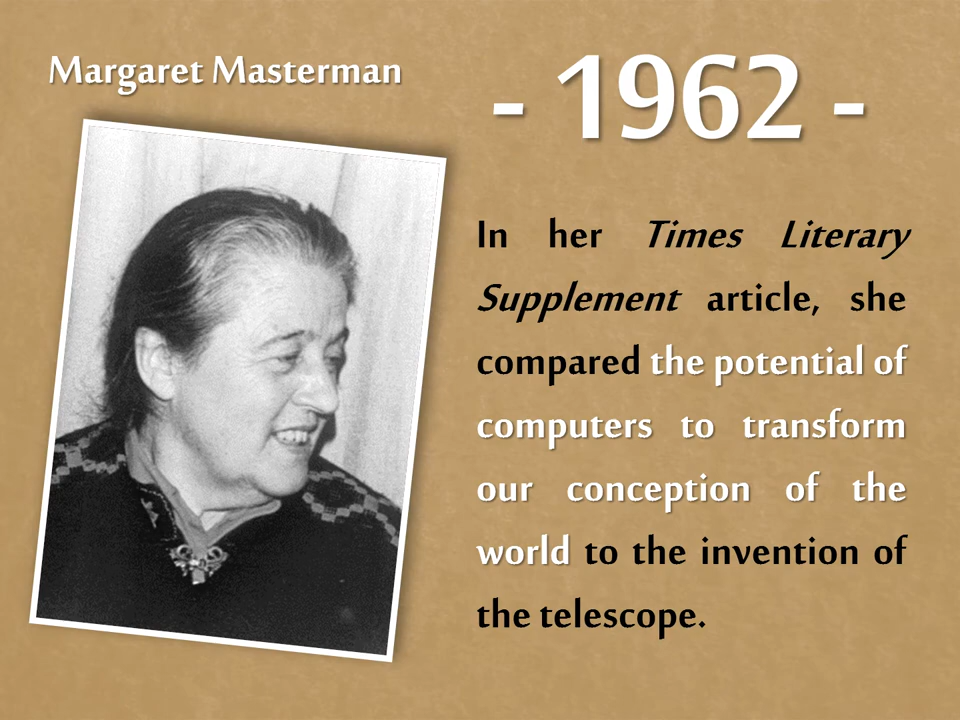 Margaret Masterman
- 1962 -
In her Times Literary
Supplement article, she
compared the potential of
computers to transform
our conception of the
world to the invention of
the telescope.